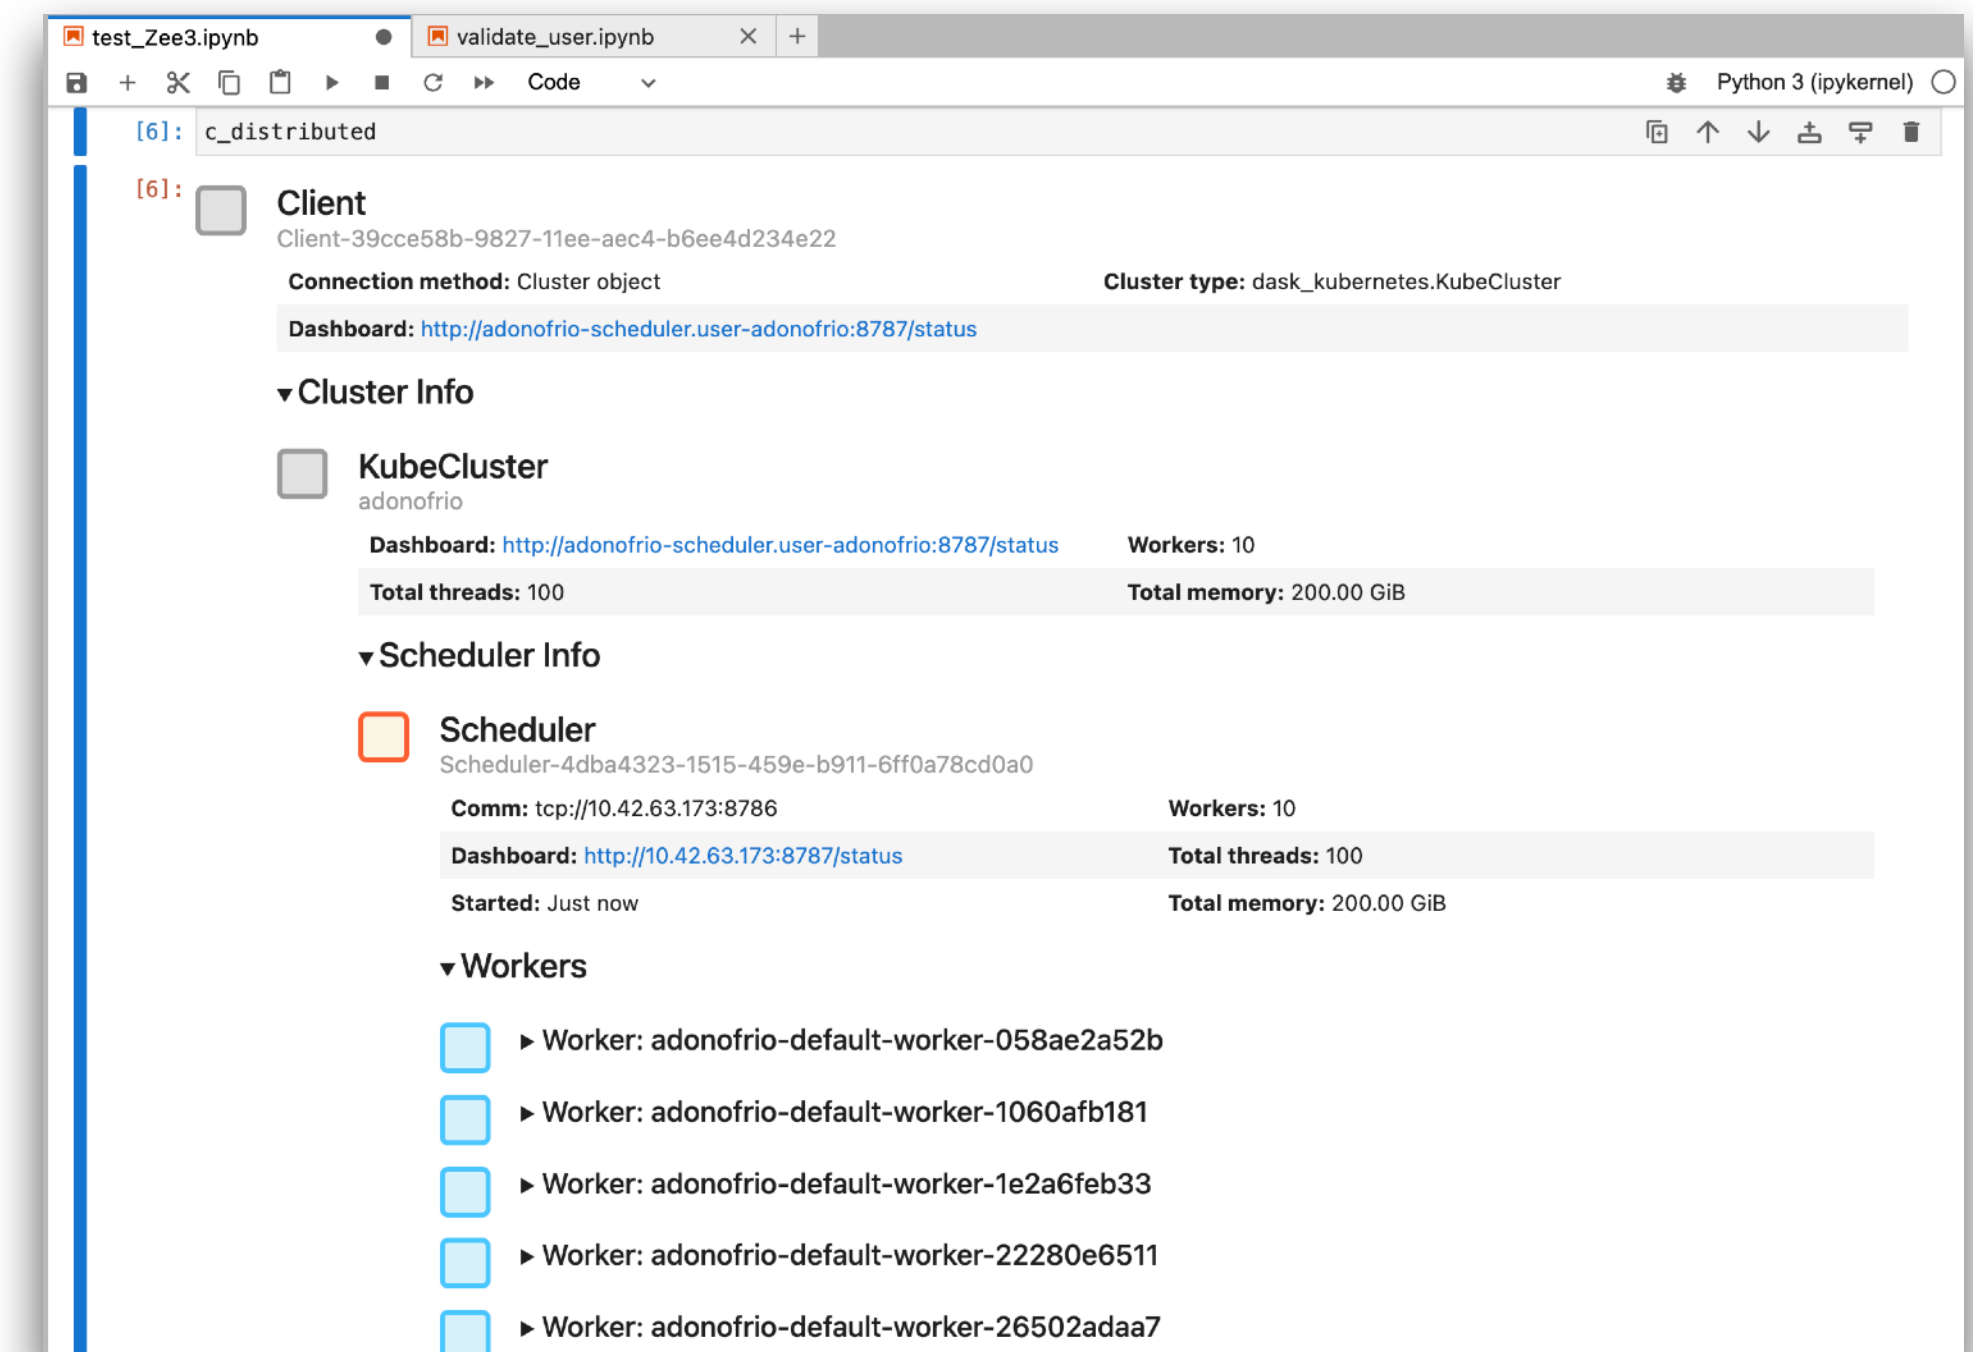 test_Zee3.ipynb validate_user.ipynb
Code Python 3 (ipykernel)
[6]: c_distributed
[6]: Client
Client-39cce58b-9827-11ee-aec4-b6ee4d234e22
Connection method: Cluster object Cluster type: dask_kubernetes.KubeCluster
Dashboard: http://adonofrio-scheduler.user-adonofrio:8787/status
Cluster Info
KubeCluster
adonofrio
Dashboard: http://adonofrio-scheduler.user-adonofrio:8787/status Workers: 10
Total threads: 100 Total memory: 200.00 GiB
Scheduler Info
Scheduler
Scheduler-4dba4323-1515-459e-b911-6ff0a78cd0a0
Comm: tcp://10.42.63.173:8786 Workers: 10
Dashboard: http://10.42.63.173:8787/status Total threads: 100
Started: Just now Total memory: 200.00 GiB
Workers
Worker: adonofrio-default-worker-058ae2a52b
Worker: adonofrio-default-worker-1060afb181
Worker: adonofrio-default-worker-1e2a6feb33
Worker: adonofrio-default-worker-22280e6511
Worker: adonofrio-default-worker-26502adaa7